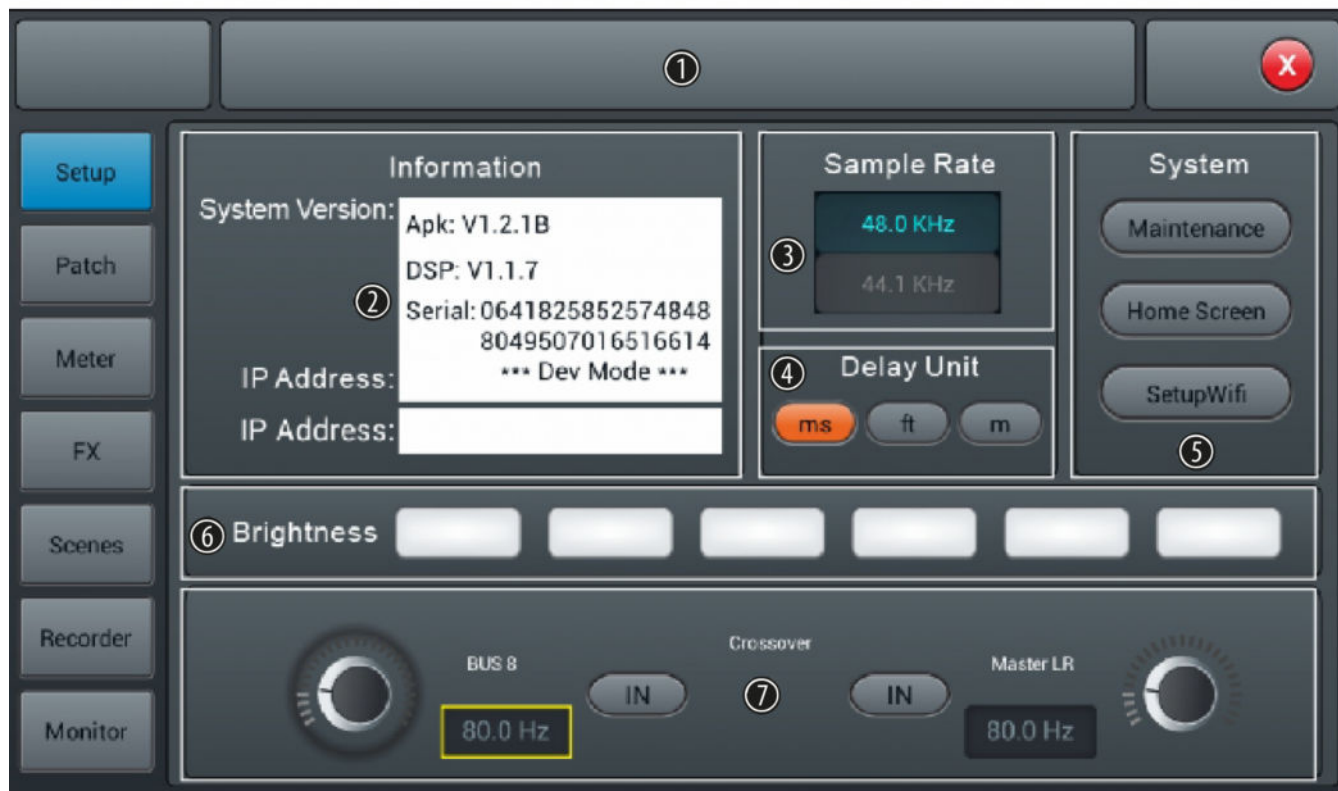 ①
X
Setup
Patch
Meter
FX
Scenes
Recorder
Monitor
Information
System Version:
Apk: V1.2.1B
DSP: V1.1.7
②
Serial: 0641825852574848
8049507016516614
IP Address:
*** Dev Mode ***
IP Address:
Sample Rate
48.0 KHz
③
44.1 KHz
④ Delay Unit
ms ft m
System
Maintenance
Home Screen
SetupWifi
⑤
⑥ Brightness
Crossover
BUS 8
IN
80.0 Hz
⑦
Master LR
IN
80.0 Hz